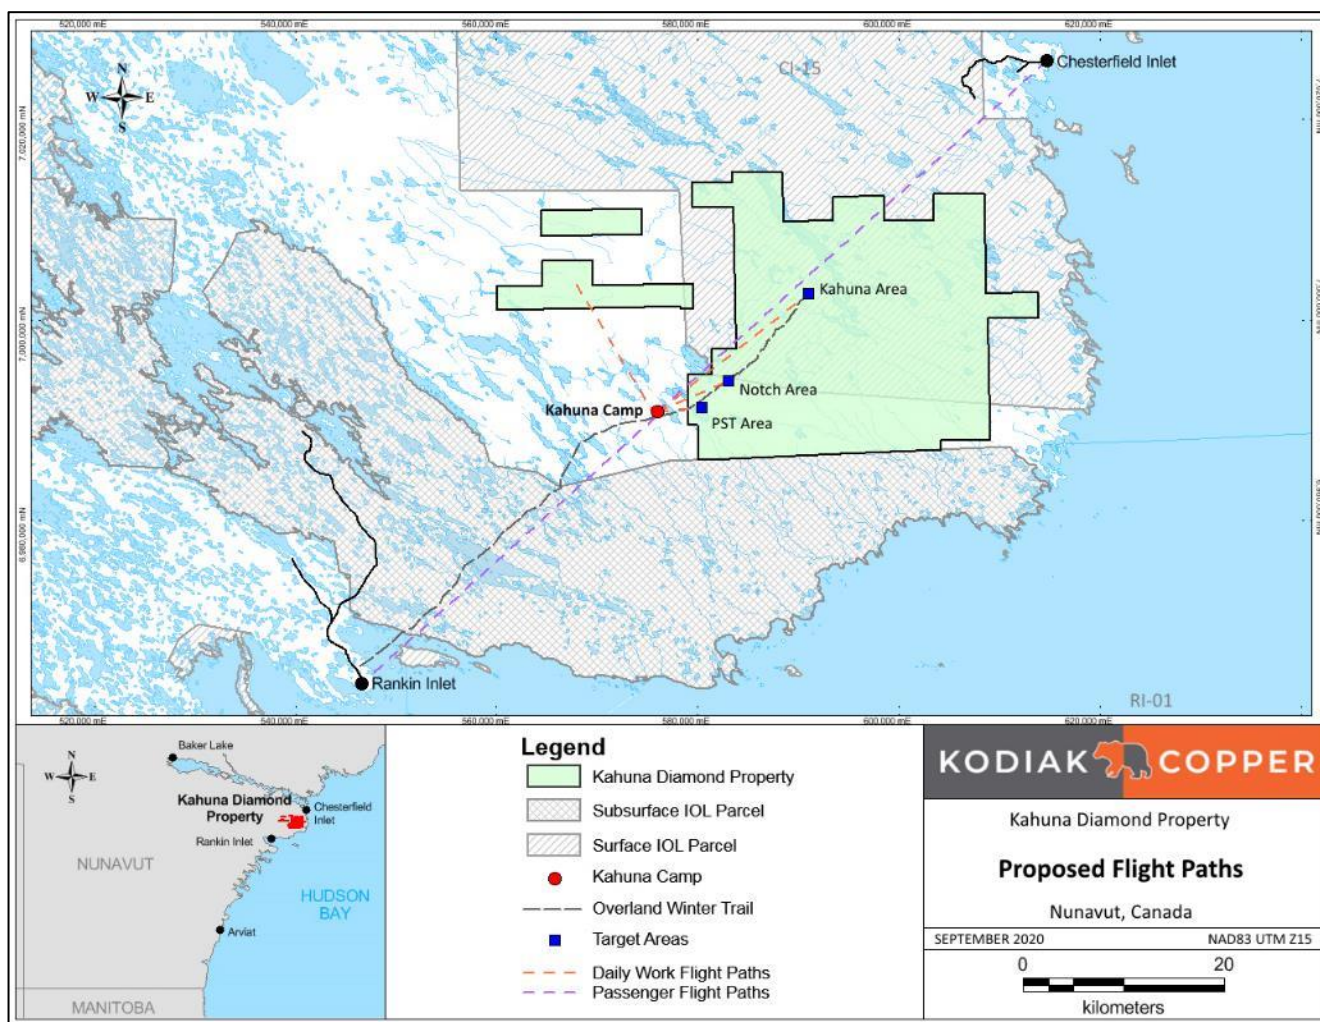 520,000 mE 540,000 mE 560,000 mE 580,000 mE 600,000 mE 620,000 mE
CI-15
Chesterfield Inlet
N
W E
S
7,020,000 mN
Kahuna Area
7,000,000 mN
Notch Area
Kahuna Camp
PST Area
6,980,000 mN
Rankin Inlet
RI-01
520,000 mE 540,000 mE 560,000 mE 580,000 mE 600,000 mE 620,000 mE
N
W E
S
Baker Lake
Kahuna Diamond
Property
Chesterfield
Inlet
Rankin Inlet
NUNAVUT
HUDSON
BAY
Arviat
MANITOBA
Legend
Kahuna Diamond Property
Subsurface IOL Parcel
Surface IOL Parcel
Kahuna Camp
Overland Winter Trail
Target Areas
Daily Work Flight Paths
Passenger Flight Paths
KODIAK COPPER
Kahuna Diamond Property
Proposed Flight Paths
Nunavut, Canada
SEPTEMBER 2020 NAD83 UTM Z15
0 20
kilometers